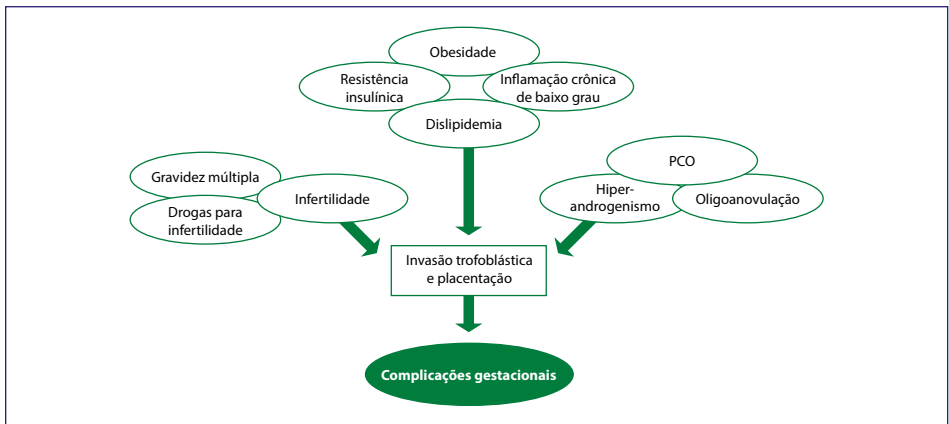 Obesidade
Resistência
insulínica
Inflamação crônica
de baixo grau
Dislipidemia
Gravidez múltipla
Drogas para
infertilidade
Infertilidade
PCO
Hiper-
androgenismo
Oligoanovulação
Invasão trofoblástica
e placentação
Complicações gestacionais